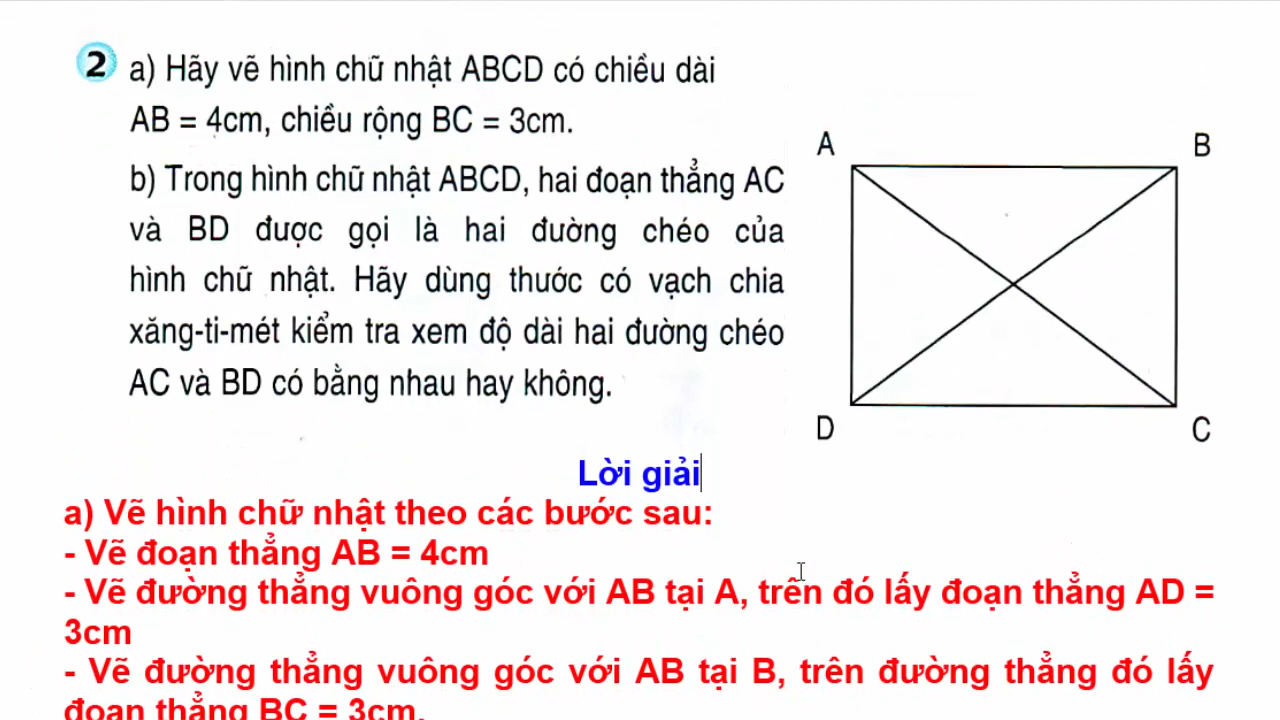 2 a) Hãy vẽ hình chữ nhật ABCD có chiều dài
AB = 4cm, chiều rộng BC = 3cm.
b) Trong hình chữ nhật ABCD, hai đoạn thẳng AC
và BD được gọi là hai đường chéo của
hình chữ nhật. Hãy dùng thước có vạch chia
xăng-ti-mét kiểm tra xem độ dài hai đường chéo
AC và BD có bằng nhau hay không.
A B
D C
Lời giải
a) Vẽ hình chữ nhật theo các bước sau:
- Vẽ đoạn thẳng AB = 4cm
- Vẽ đường thẳng vuông góc với AB tại A, trên đó lấy đoạn thẳng AD =
3cm
- Vẽ đường thẳng vuông góc với AB tại B, trên đường thẳng đó lấy
đoạn thẳng BC = 3cm.